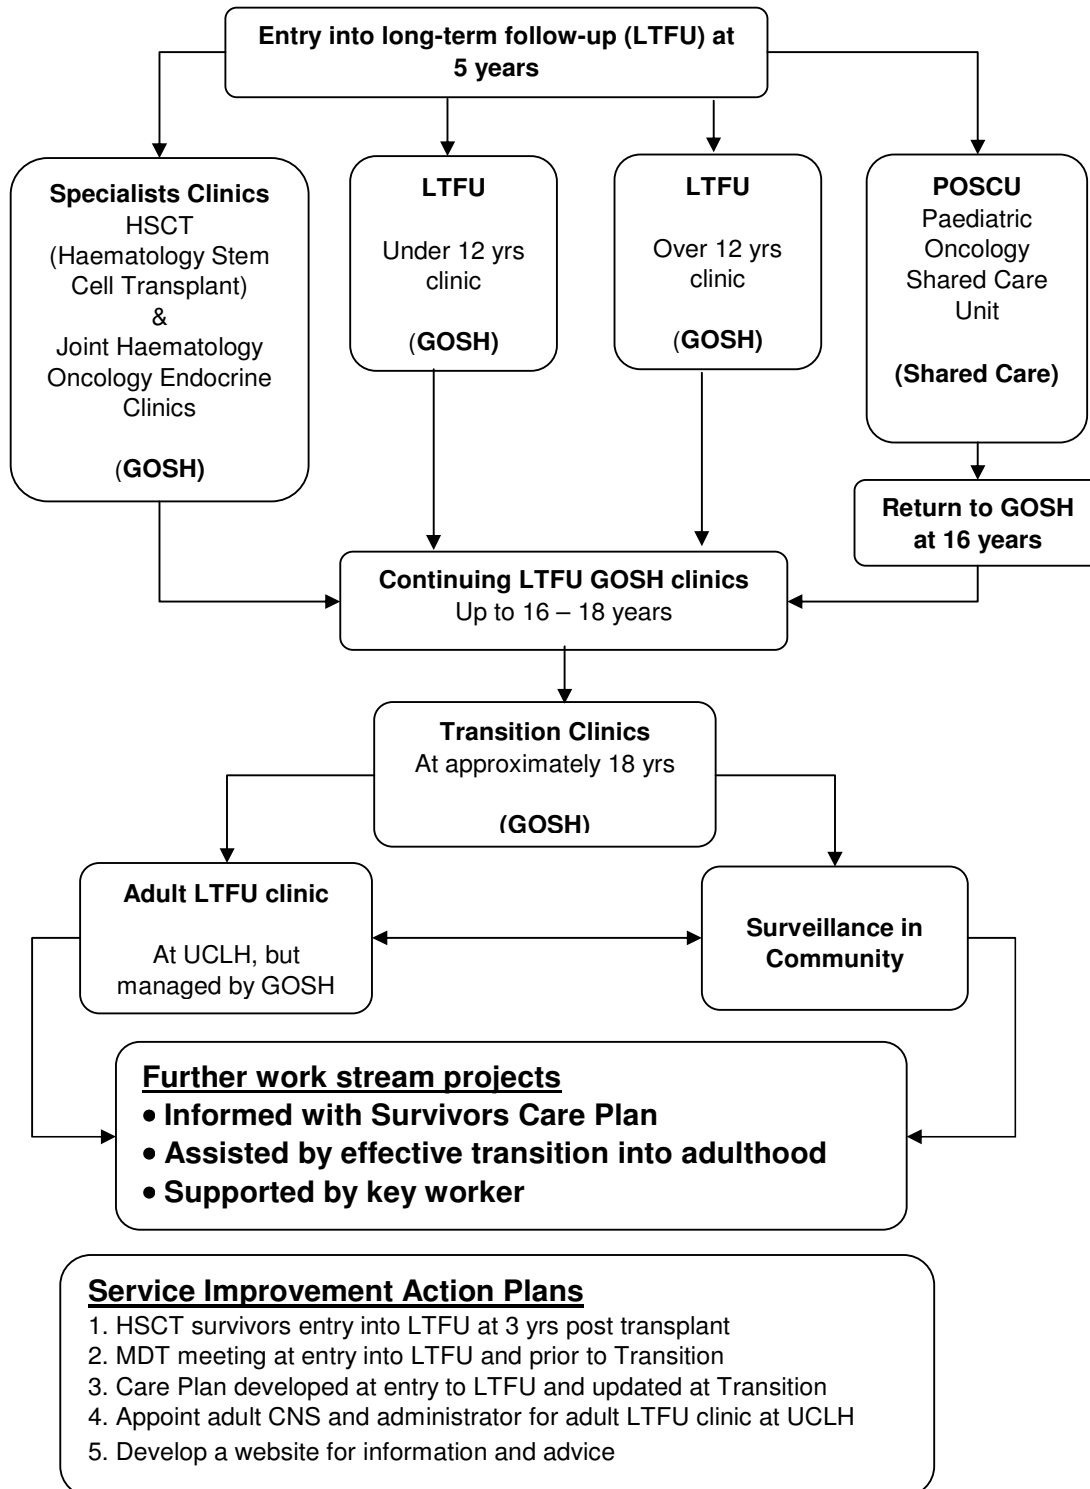 Entry into long-term follow-up (LTFU) at
5 years
Specialists Clinics
HSCT
(Haematology Stem
Cell Transplant)
&
Joint Haematology
Oncology Endocrine
Clinics
(GOSH)
LTFU
Under 12 yrs
clinic
(GOSH)
LTFU
Over 12 yrs
clinic
(GOSH)
POSCU
Paediatric
Oncology
Shared Care
Unit
(Shared Care)
Return to GOSH
at 16 years
Continuing LTFU GOSH clinics
Up to 16 – 18 years
Transition Clinics
At approximately 18 yrs
(GOSH)
Adult LTFU clinic
At UCLH, but
managed by GOSH
Surveillance in
Community
Further work stream projects
• Informed with Survivors Care Plan
• Assisted by effective transition into adulthood
• Supported by key worker
Service Improvement Action Plans
1. HSCT survivors entry into LTFU at 3 yrs post transplant
2. MDT meeting at entry into LTFU and prior to Transition
3. Care Plan developed at entry to LTFU and updated at Transition
4. Appoint adult CNS and administrator for adult LTFU clinic at UCLH
5. Develop a website for information and advice